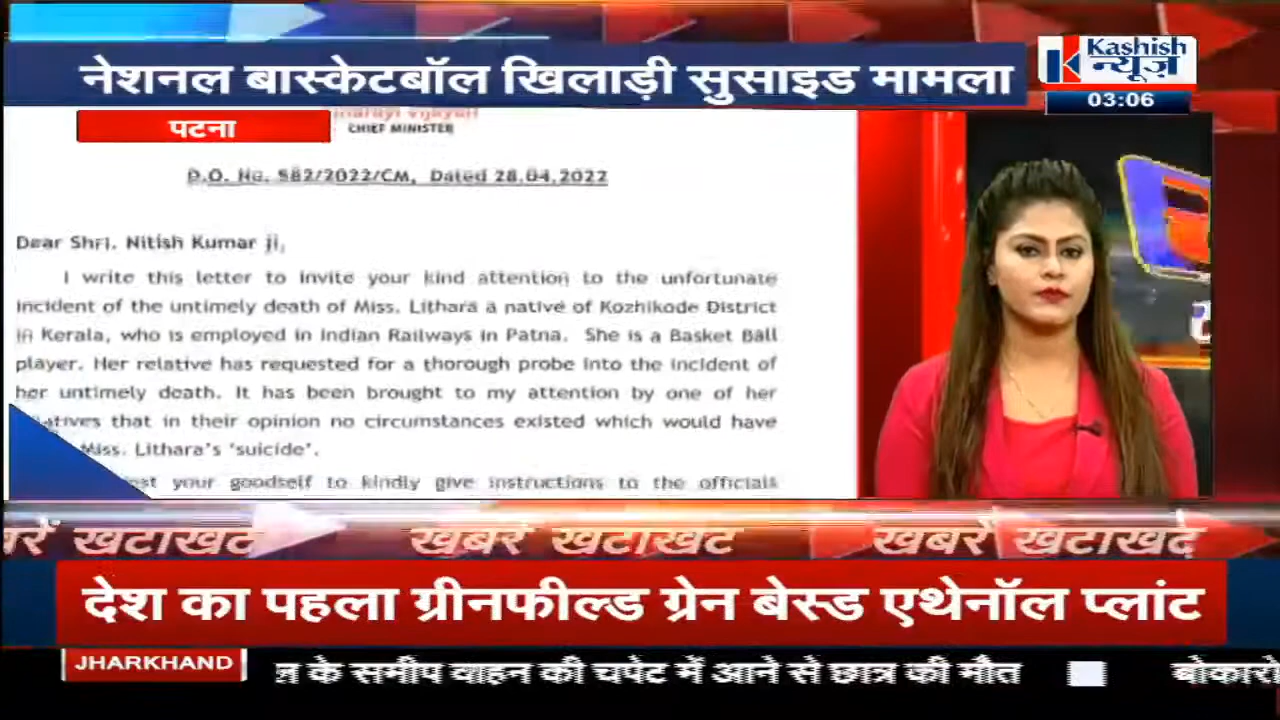 नेशनल बास्केटबॉल खिलाड़ी सुसाइड मामला
Kashish
न्यूज़
03:06
पटना
CHIEF MINISTER
D.O. No. 582/2022/CM, Dated 28.04.2022
Dear Shri. Nitish Kumar ji,
I write this letter to invite your kind attention to the unfortunate
incident of the untimely death of Miss. Lithara a native of Kozhikode District
in Kerala, who is employed in Indian Railways in Patna. She is a Basket Ball
player. Her relative has requested for a thorough probe into the incident of
her untimely death. It has been brought to my attention by one of her
that in their opinion no circumstances existed which would have
Miss. Lithara's 'suicide'.
your goodself to kindly give instructions to the officials
खबरें खटाखट खबरें खटाखट खबरें खटाखट
देश का पहला ग्रीनफील्ड ग्रेन बेस्ड एथेनॉल प्लांट
JHARKHAND
के समीप वाहन की चपेट में आने से छात्र की मौत
बोकारो